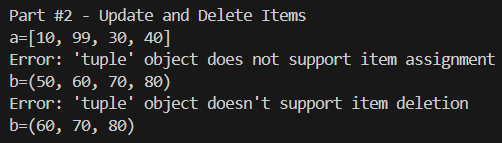 Part #2 - Update and Delete Items
a=[10, 99, 30, 40]
Error: 'tuple' object does not support item assignment
b=(50, 60, 70, 80)
Error: 'tuple' object doesn't support item deletion
b=(60, 70, 80)